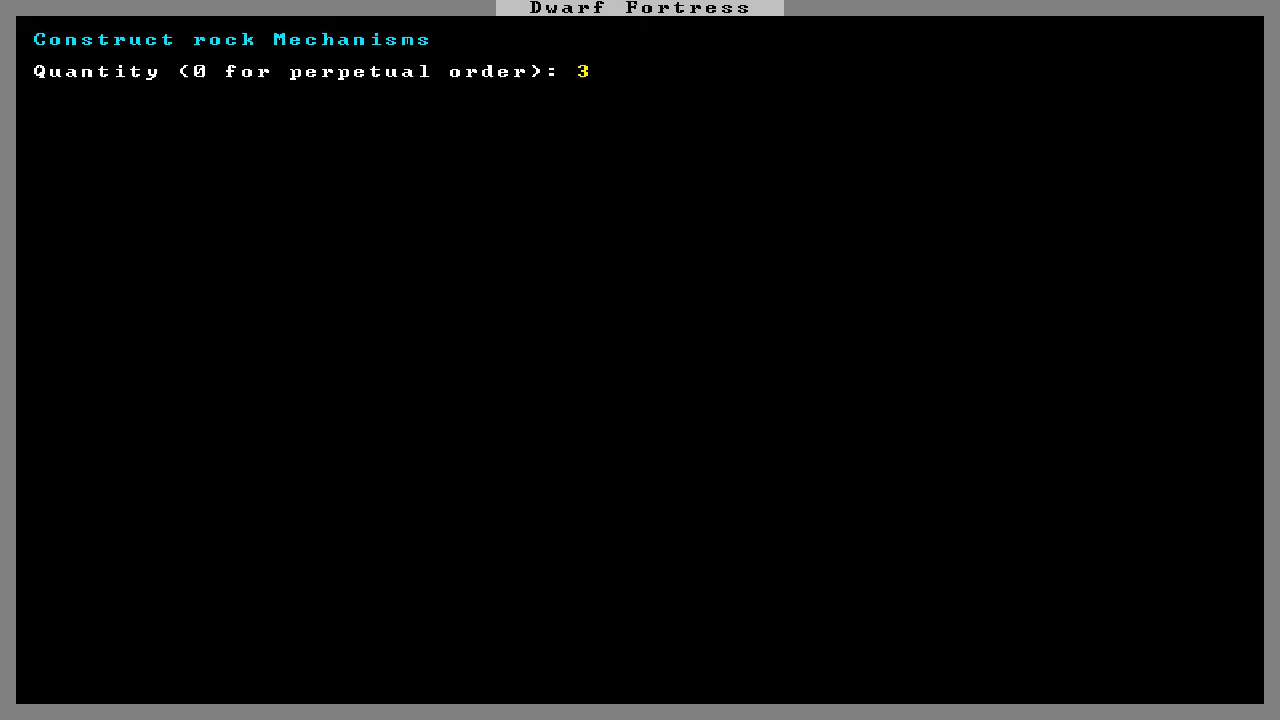 Dwarf Fortress
Construct rock Mechanisms
Quantity (0 for perpetual order): 3